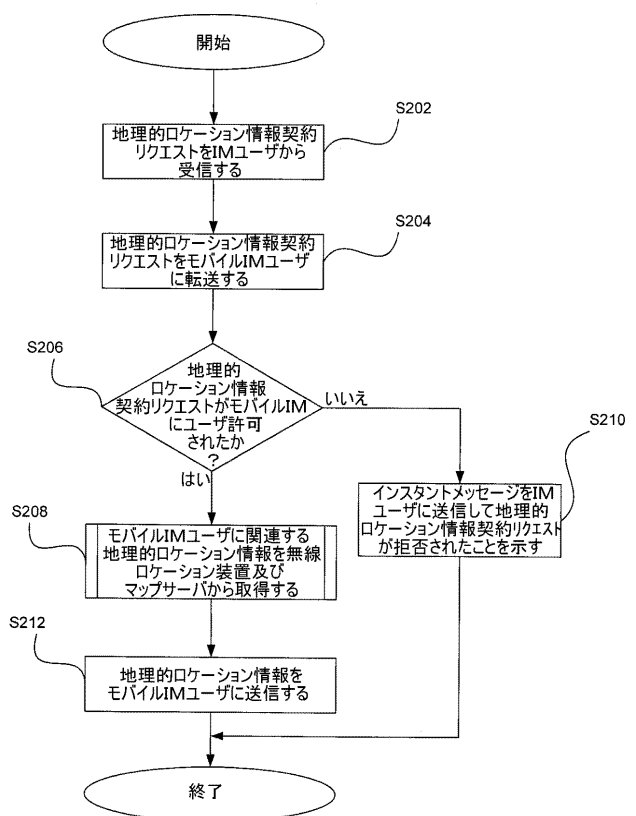 開始
S202
地理的ロケーション情報契約
リクエストをIMユーザから
受信する
S204
地理的ロケーション情報契約
リクエストをモバイルIMユーザ
に転送する
S206
地理的
ロケーション情報
契約リクエストがモバイルIM
にユーザ許可
されたか
?
いいえ
はい
S210
インスタントメッセージをIM
ユーザに送信して地理的
ロケーション情報契約リクエスト
が拒否されたことを示す
S208
モバイルIMユーザに関連する
地理的ロケーション情報を無線
ロケーション装置及び
マップサーバから取得する
S212
地理的ロケーション情報を
モバイルIMユーザに送信する
終了